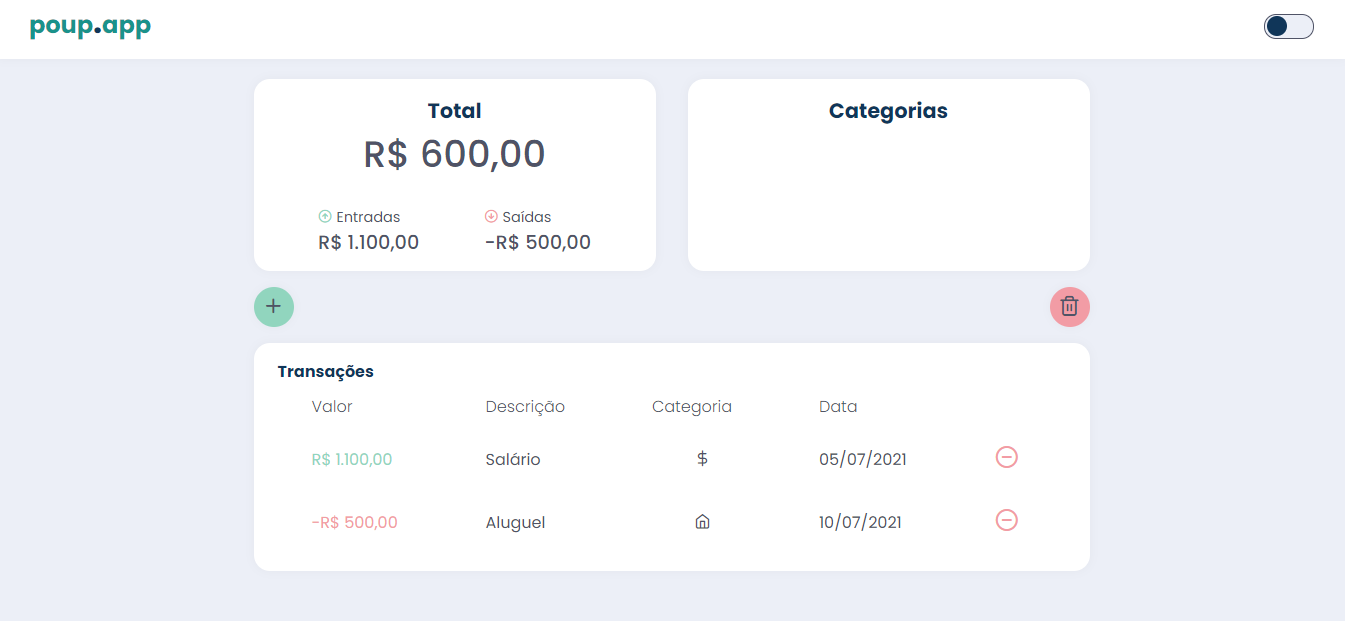 poup.app
Total
R$ 600,00
Entradas
R$ 1.100,00
Saídas
-R$ 500,00
Categorias
Transações
Valor Descrição Categoria Data
R$ 1.100,00 Salário $ 05/07/2021
-R$ 500,00 Aluguel 10/07/2021